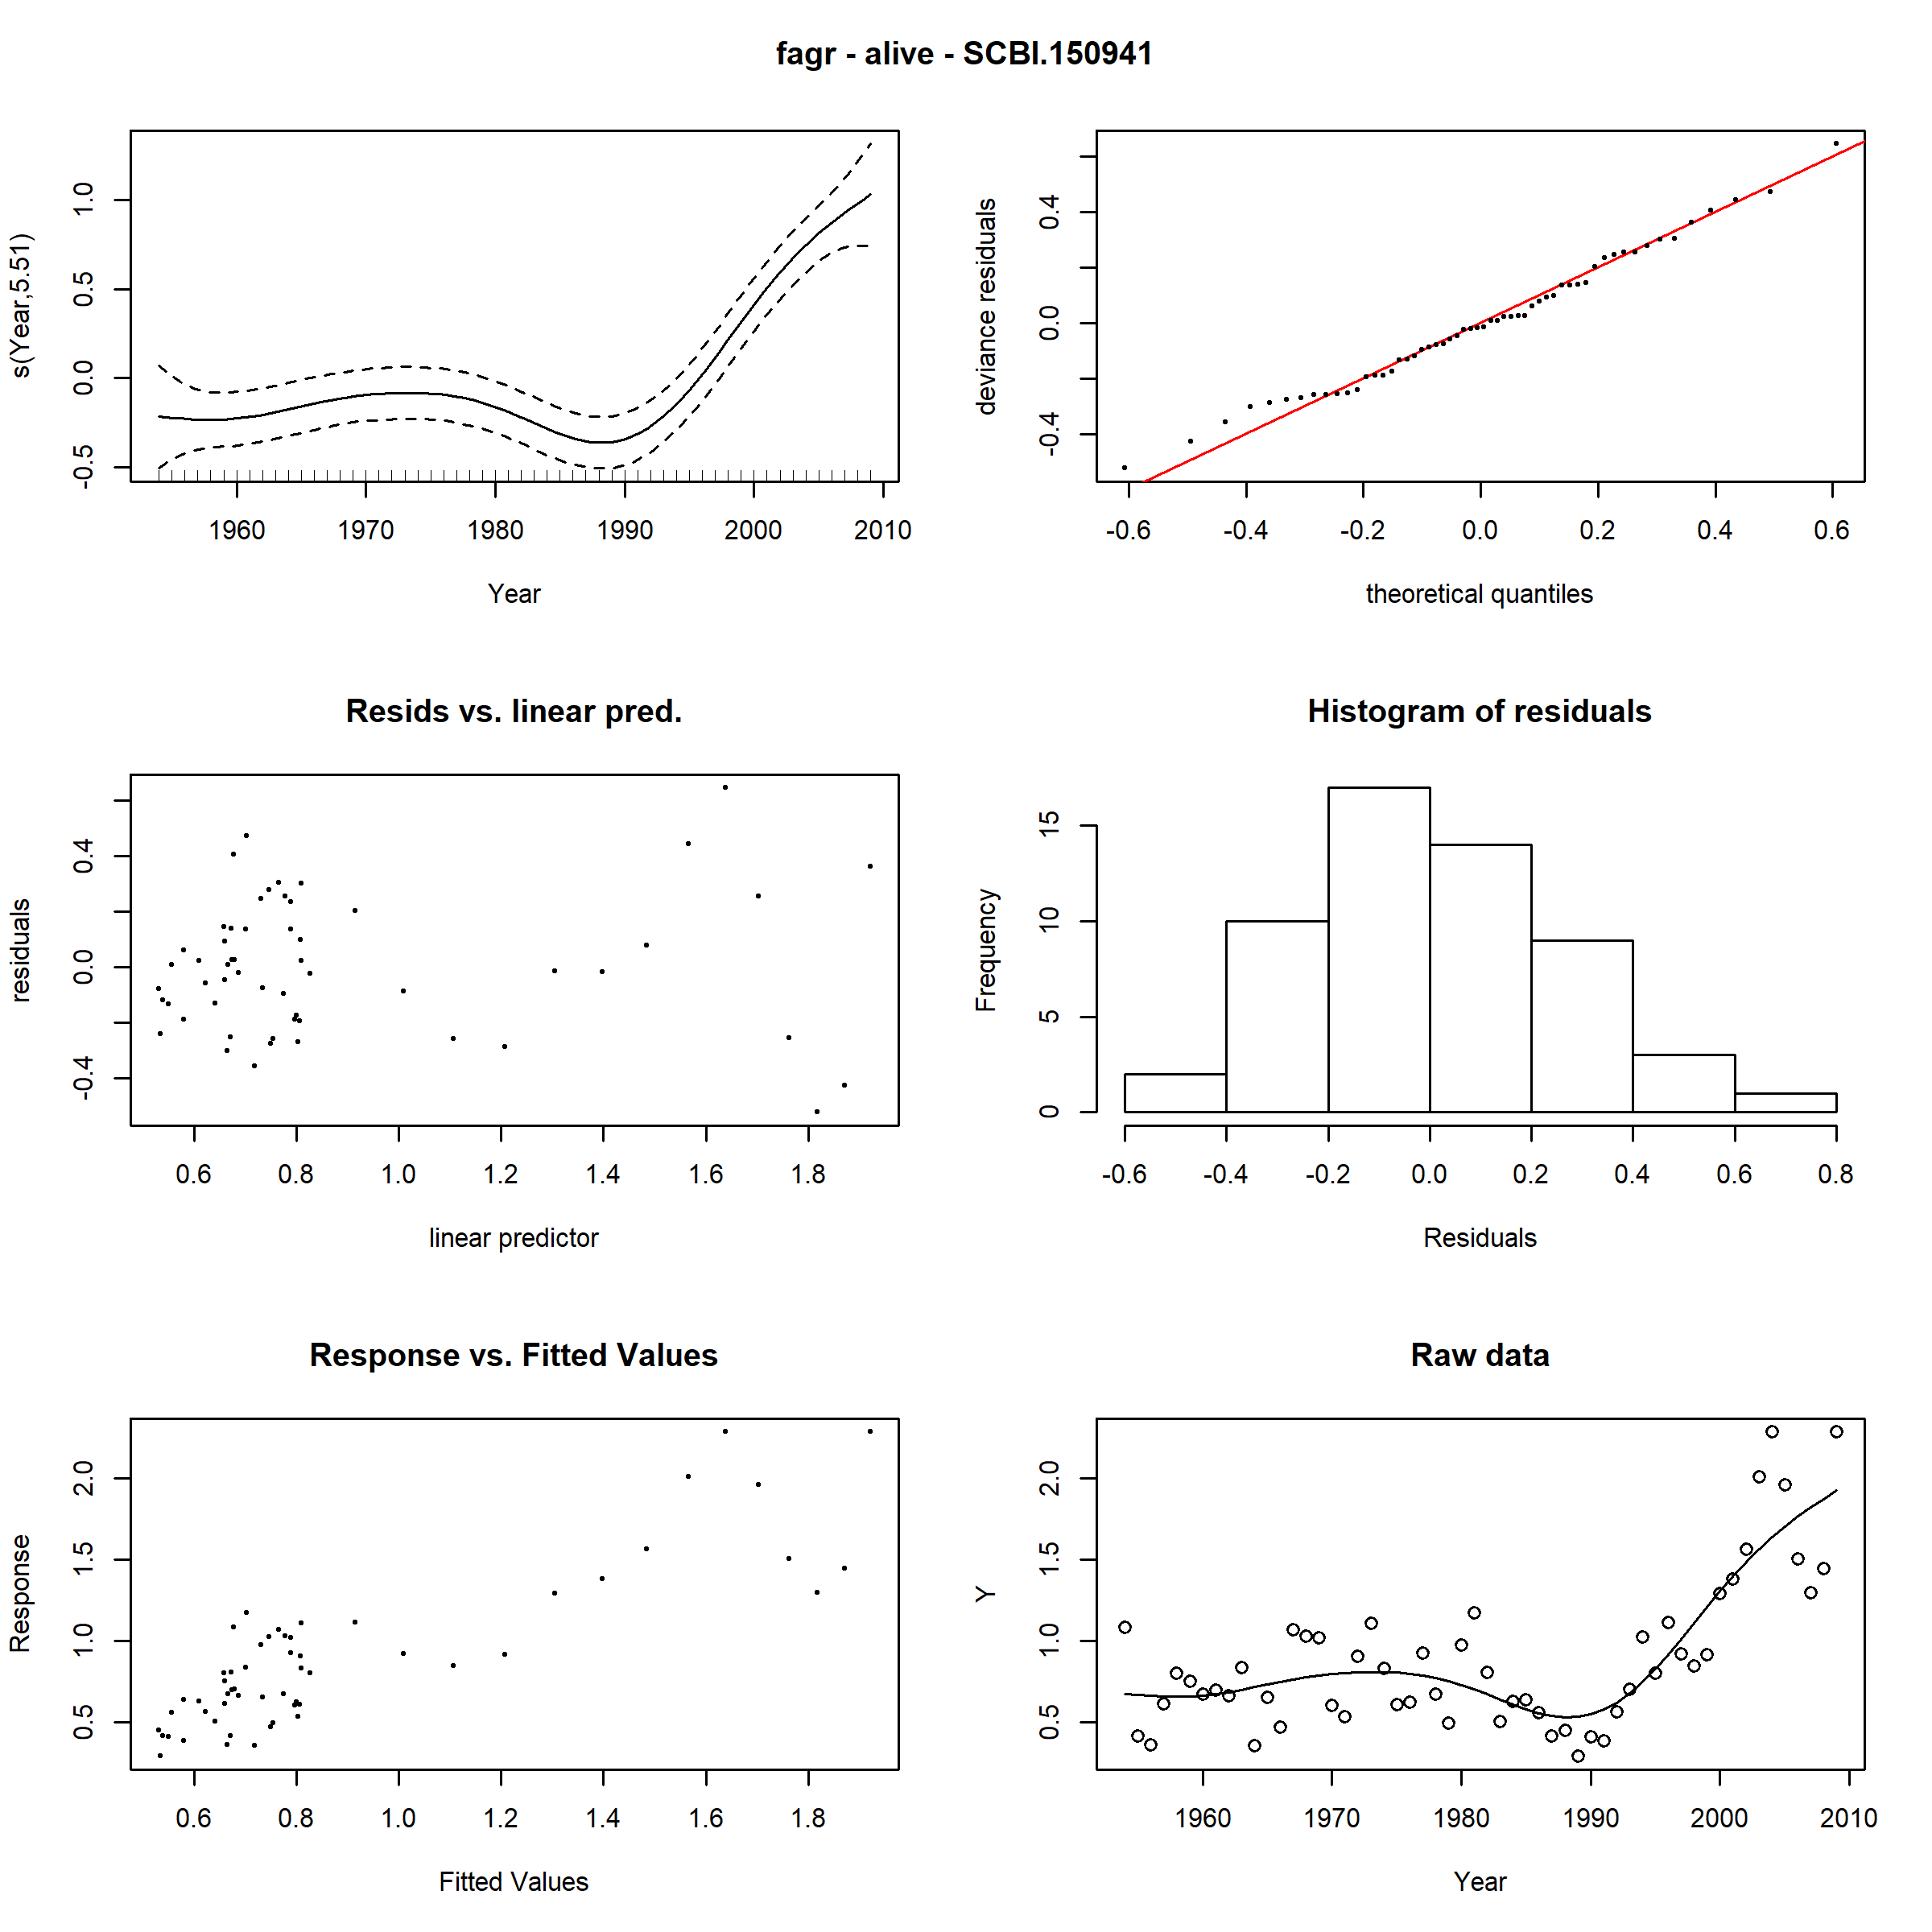 fagr - alive - SCBI.150941
s(Year,5.51)
-0.5 0.0 0.5 1.0
1960 1970 1980 1990 2000 2010
Year
deviance residuals
-0.4 0.0 0.4
-0.6 -0.4 -0.2 0.0 0.2 0.4 0.6
theoretical quantiles
Resids vs. linear pred.
residuals
-0.4 0.0 0.4
0.6 0.8 1.0 1.2 1.4 1.6 1.8
linear predictor
Histogram of residuals
Frequency
0 5 10 15
-0.6 -0.4 -0.2 0.0 0.2 0.4 0.6 0.8
Residuals
Response vs. Fitted Values
Response
0.5 1.0 1.5 2.0
0.6 0.8 1.0 1.2 1.4 1.6 1.8
Fitted Values
Raw data
Y
0.5 1.0 1.5 2.0
1960 1970 1980 1990 2000 2010
Year